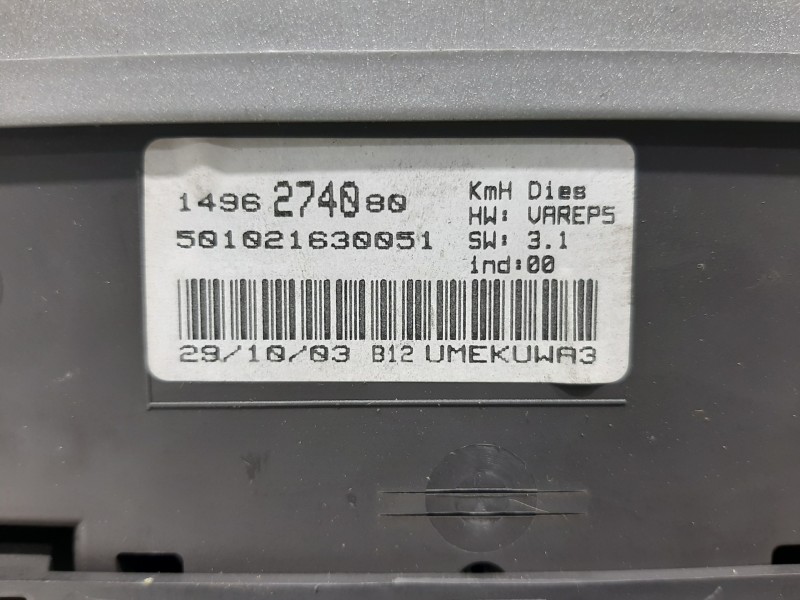 1496 2740 80
501021630051
KmH Dies
HW: VAREP5
SW: 3.1
ind:00
29/10/03 B12 UMEKUWA3